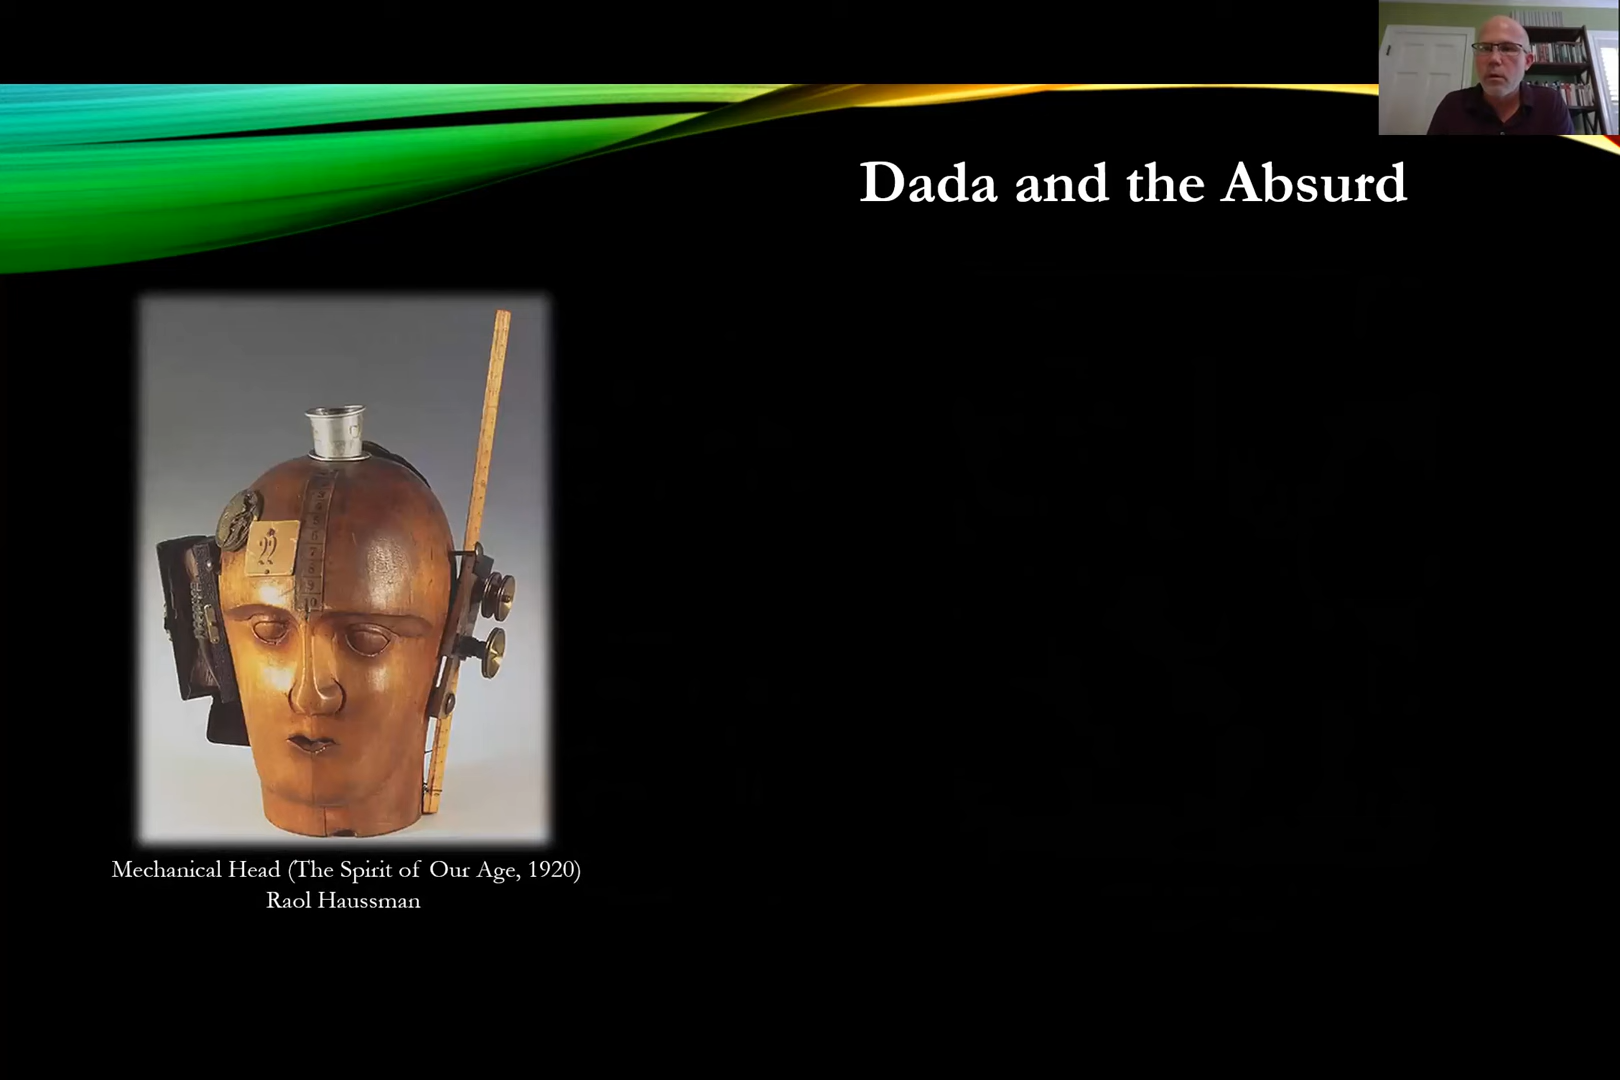 Dada and the Absurd
Mechanical Head (The Spirit of Our Age, 1920)
Raol Haussman